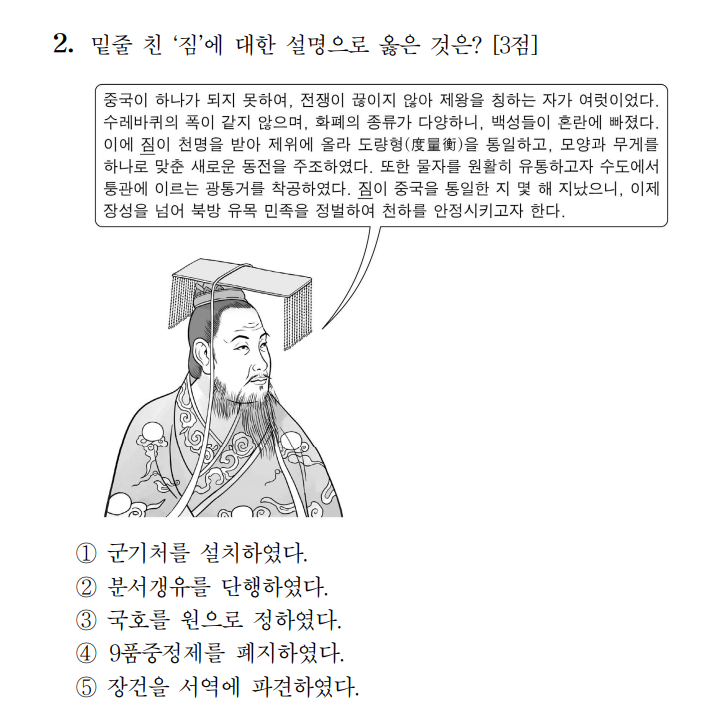 2. 밑줄 친 ‘짐’에 대한 설명으로 옳은 것은? [3점]
중국이 하나가 되지 못하여, 전쟁이 끊이지 않아 제왕을 칭하는 자가 여럿이었다.
수레바퀴의 폭이 같지 않으며, 화폐의 종류가 다양하니, 백성들이 혼란에 빠졌다.
이에 짐이 천명을 받아 제위에 올라 도량형(度量衡)을 통일하고, 모양과 무게를
하나로 맞춘 새로운 동전을 주조하였다. 또한 물자를 원활히 유통하고자 수도에서
퉁관에 이르는 광통거를 착공하였다. 짐이 중국을 통일한 지 몇 해 지났으니, 이제
장성을 넘어 북방 유목 민족을 정벌하여 천하를 안정시키고자 한다.
① 군기처를 설치하였다.
② 분서갱유를 단행하였다.
③ 국호를 원으로 정하였다.
④ 9품중정제를 폐지하였다.
⑤ 장건을 서역에 파견하였다.